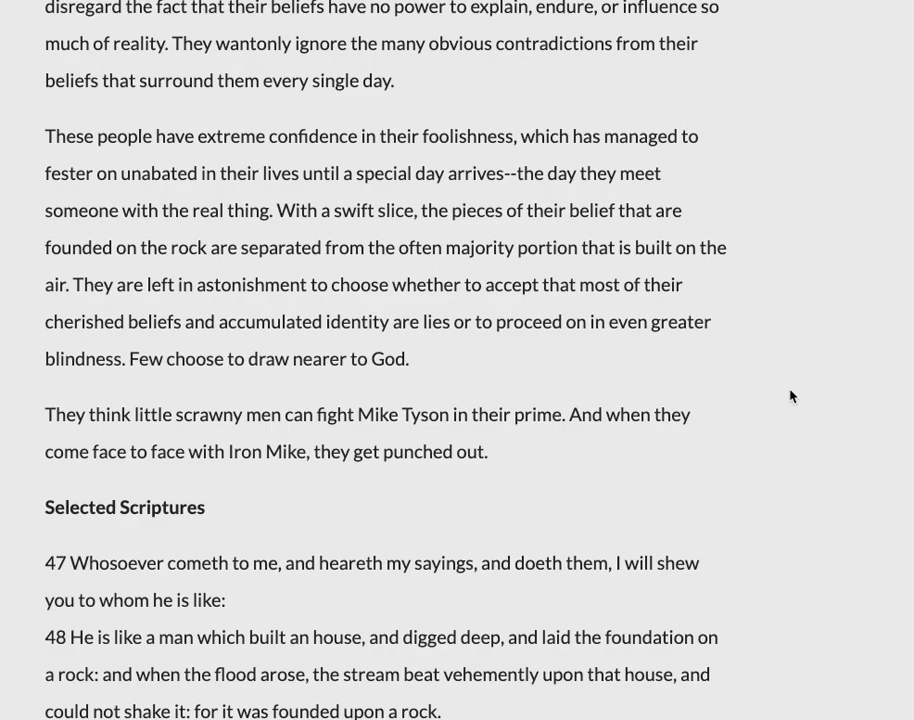 disregard the fact that their beliefs have no power to explain, endure, or influence so
much of reality. They wantonly ignore the many obvious contradictions from their
beliefs that surround them every single day.
These people have extreme confidence in their foolishness, which has managed to
fester on unabated in their lives until a special day arrives--the day they meet
someone with the real thing. With a swift slice, the pieces of their belief that are
founded on the rock are separated from the often majority portion that is built on the
air. They are left in astonishment to choose whether to accept that most of their
cherished beliefs and accumulated identity are lies or to proceed on in even greater
blindness. Few choose to draw nearer to God.
They think little scrawny men can fight Mike Tyson in their prime. And when they
come face to face with Iron Mike, they get punched out.
Selected Scriptures
47 Whosoever cometh to me, and heareth my sayings, and doeth them, I will shew
you to whom he is like:
48 He is like a man which built an house, and digged deep, and laid the foundation on
a rock: and when the flood arose, the stream beat vehemently upon that house, and
could not shake it: for it was founded upon a rock.